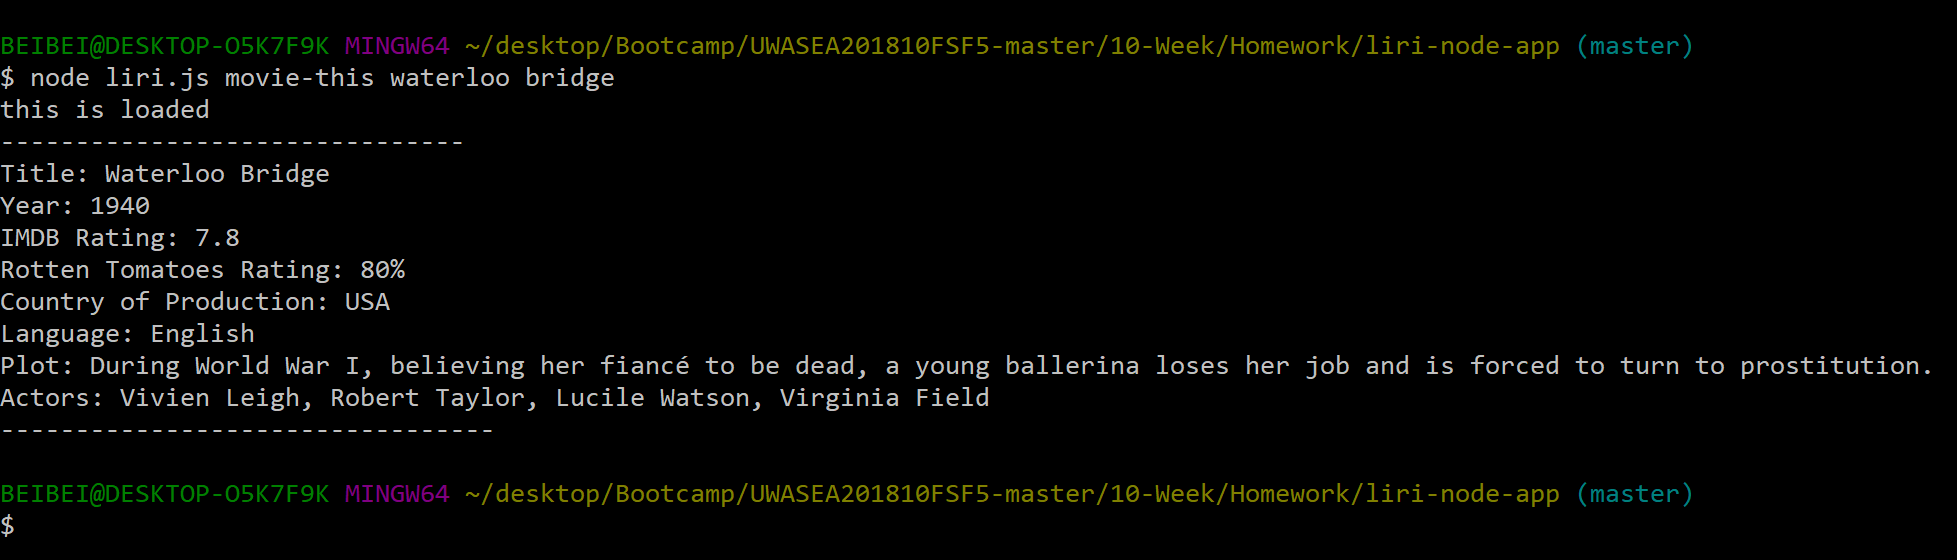 BEIBEI@DESKTOP-O5K7F9K MINGW64 ~/desktop/Bootcamp/UWASEA201810FSF5-master/10-Week/Homework/liri-node-app (master)
$ node liri.js movie-this waterloo bridge
this is loaded
-------------------------------
Title: Waterloo Bridge
Year: 1940
IMDB Rating: 7.8
Rotten Tomatoes Rating: 80%
Country of Production: USA
Language: English
Plot: During World War I, believing her fiancé to be dead, a young ballerina loses her job and is forced to turn to prostitution.
Actors: Vivien Leigh, Robert Taylor, Lucile Watson, Virginia Field
---------------------------------
BEIBEI@DESKTOP-O5K7F9K MINGW64 ~/desktop/Bootcamp/UWASEA201810FSF5-master/10-Week/Homework/liri-node-app (master)
$